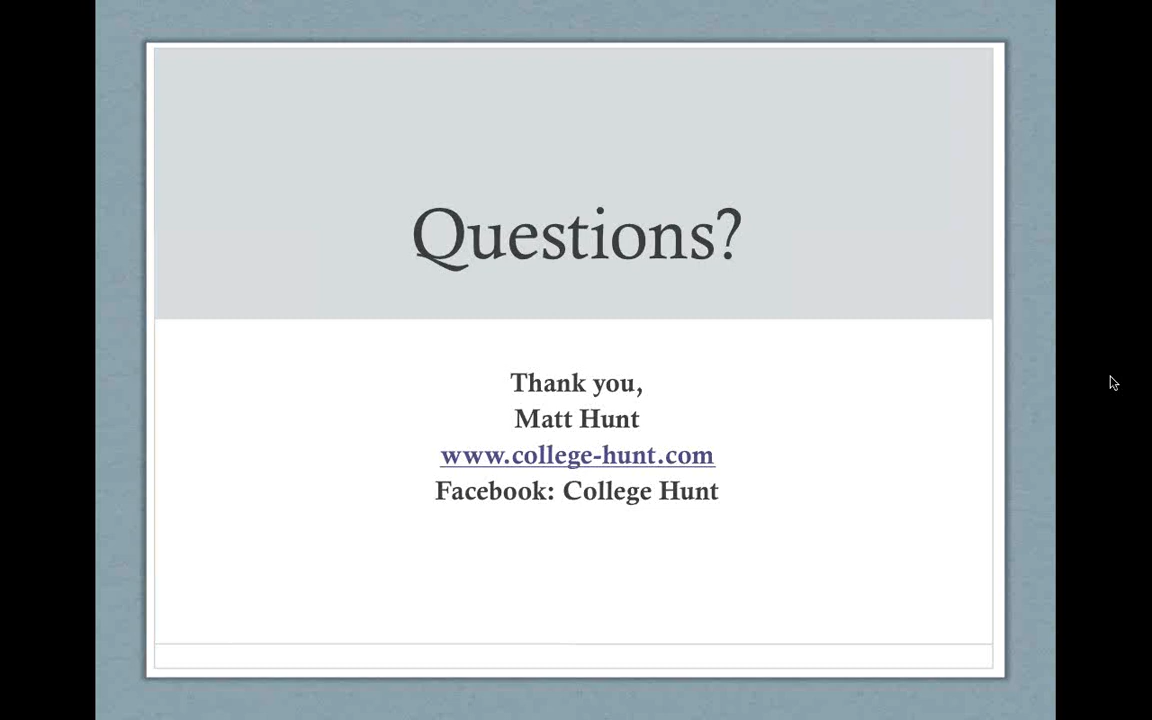 Questions?
Thank you,
Matt Hunt
www.college-hunt.com
Facebook: College Hunt